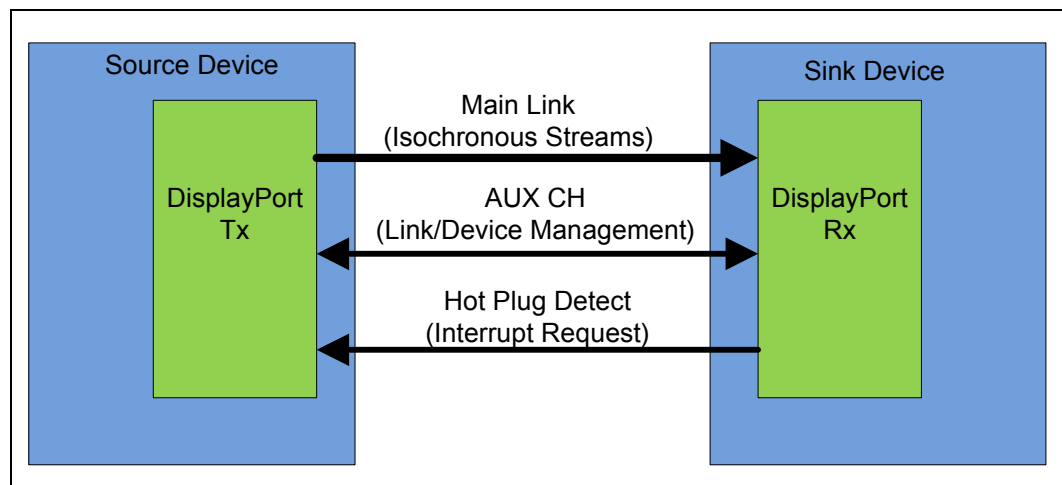 Source Device
Sink Device
Main Link
(Isochronous Streams)
DisplayPort
Tx
AUX CH
(Link/Device Management)
DisplayPort
Rx
Hot Plug Detect
(Interrupt Request)